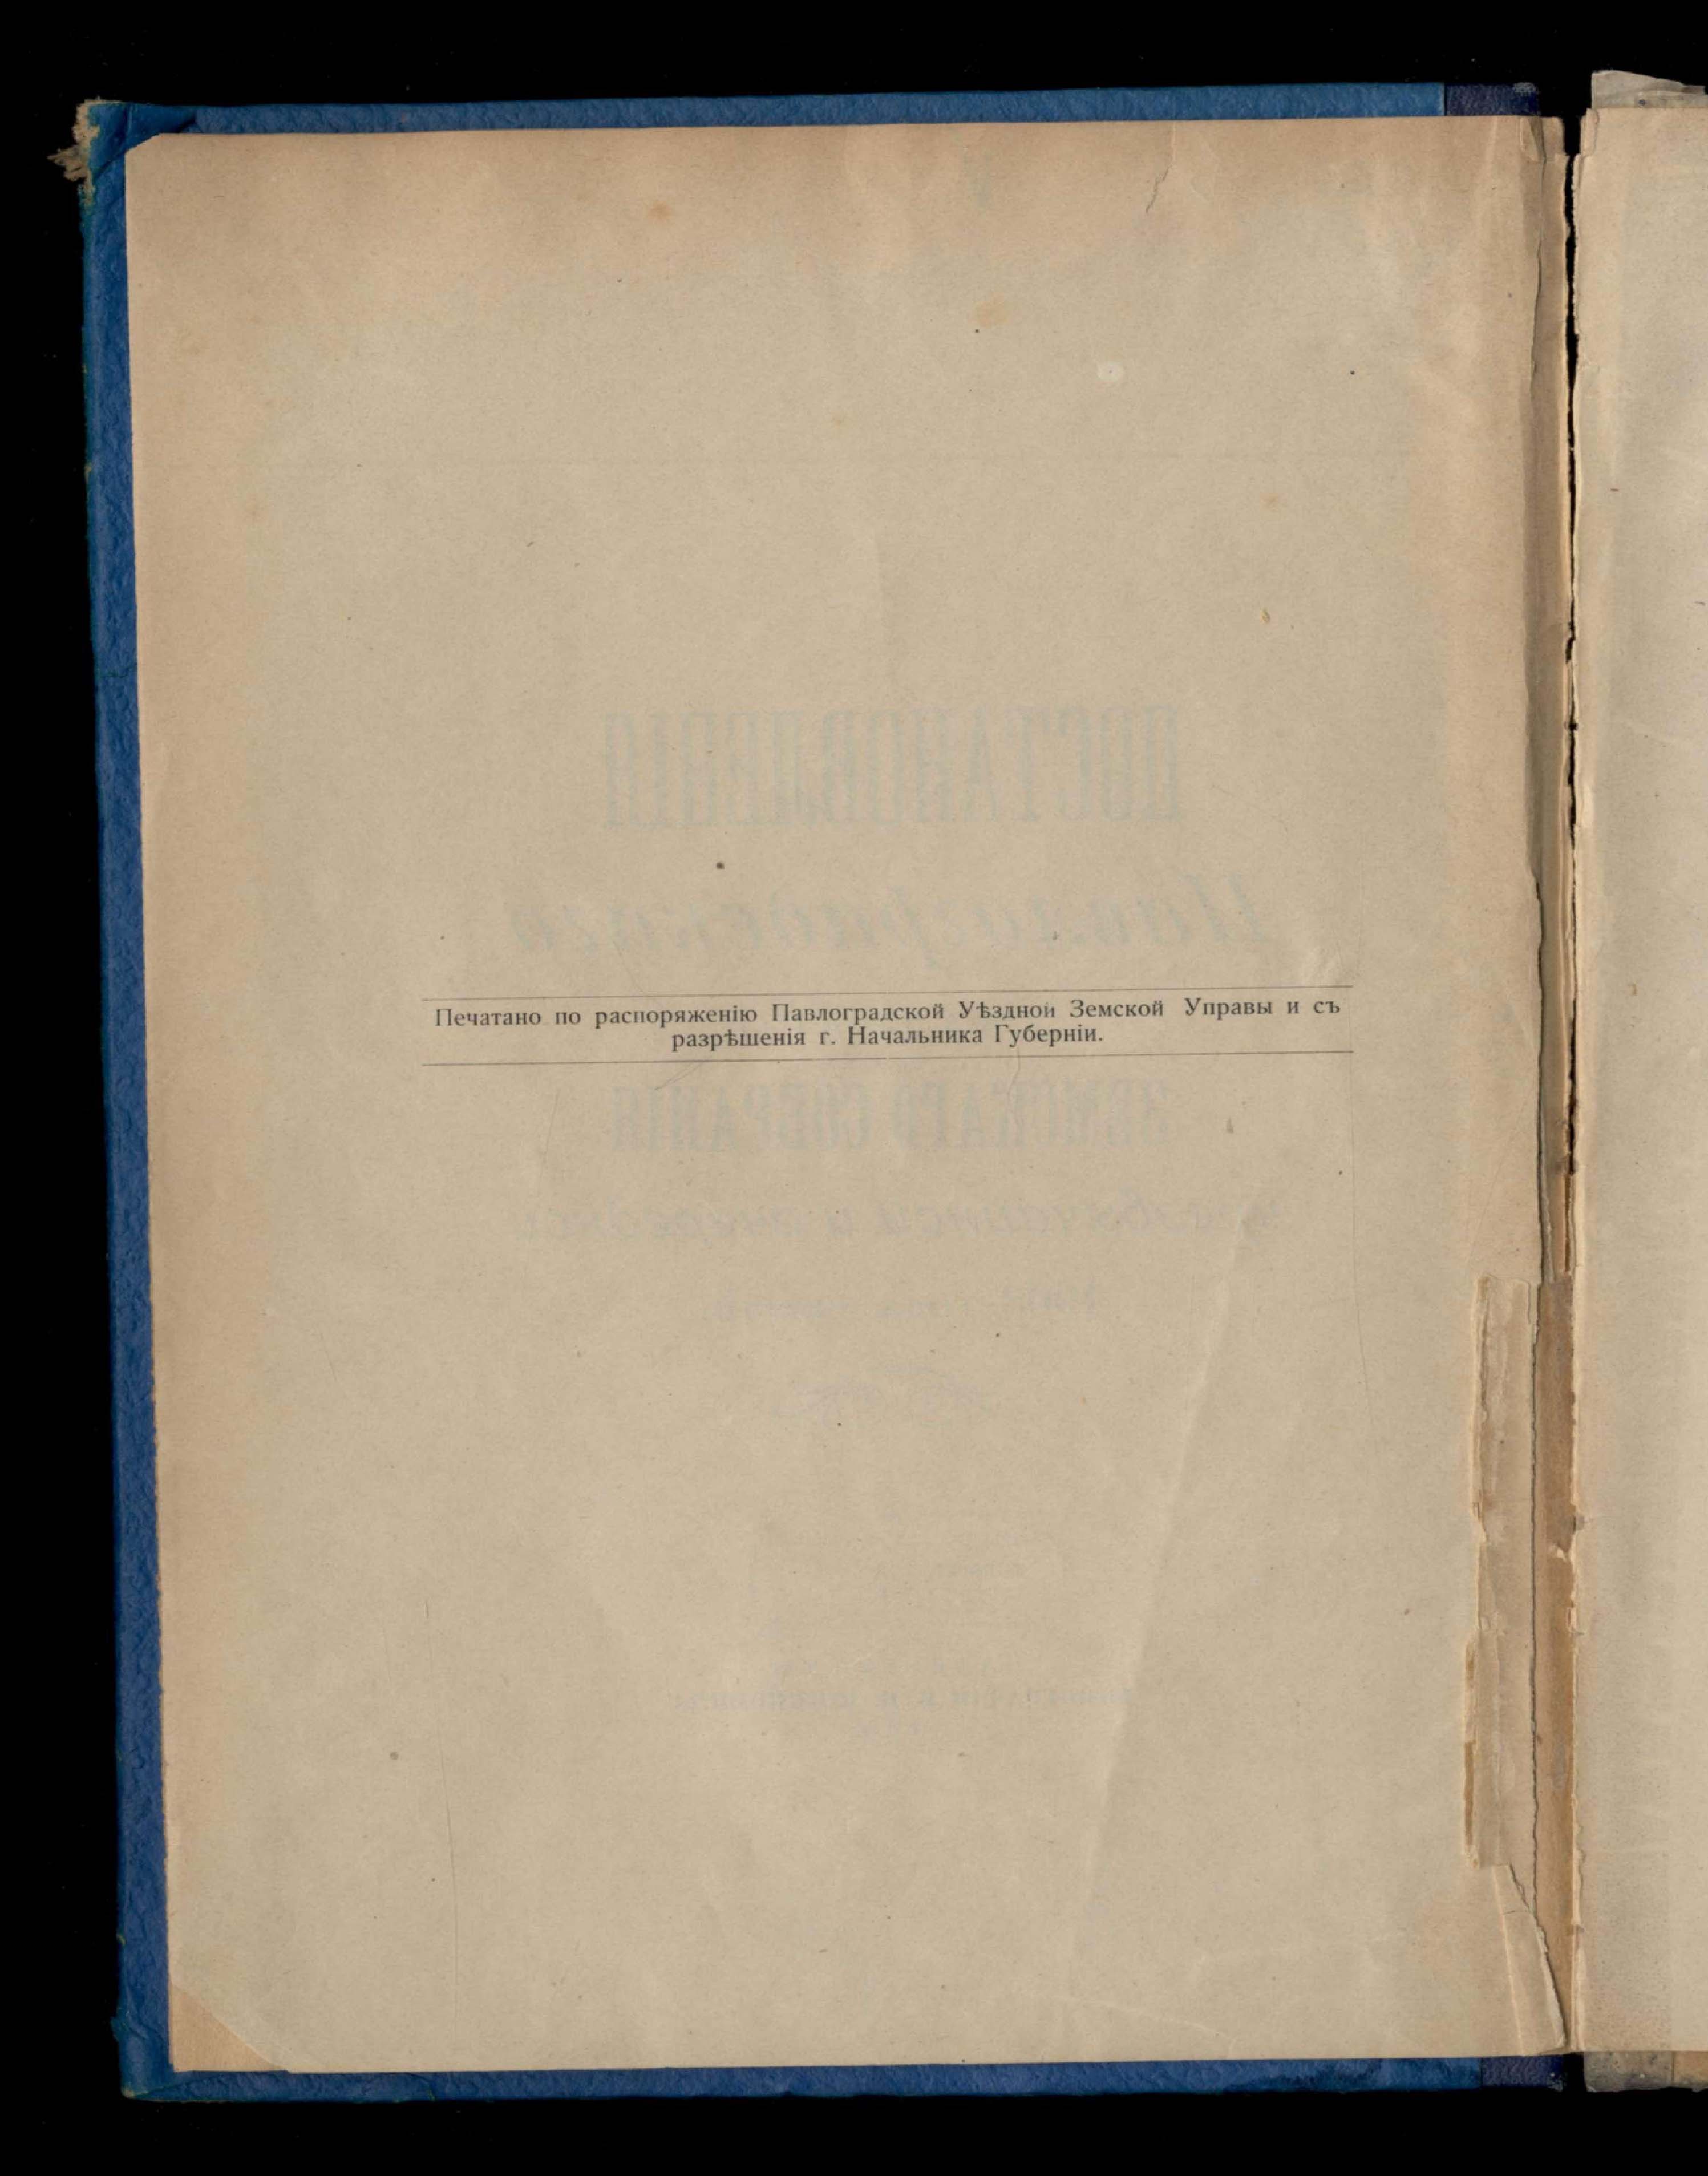 Печатано по распоряженію Павлоградской Уѣздной Земской Управы и съ
разрѣшенія г. Начальника Губерніи.